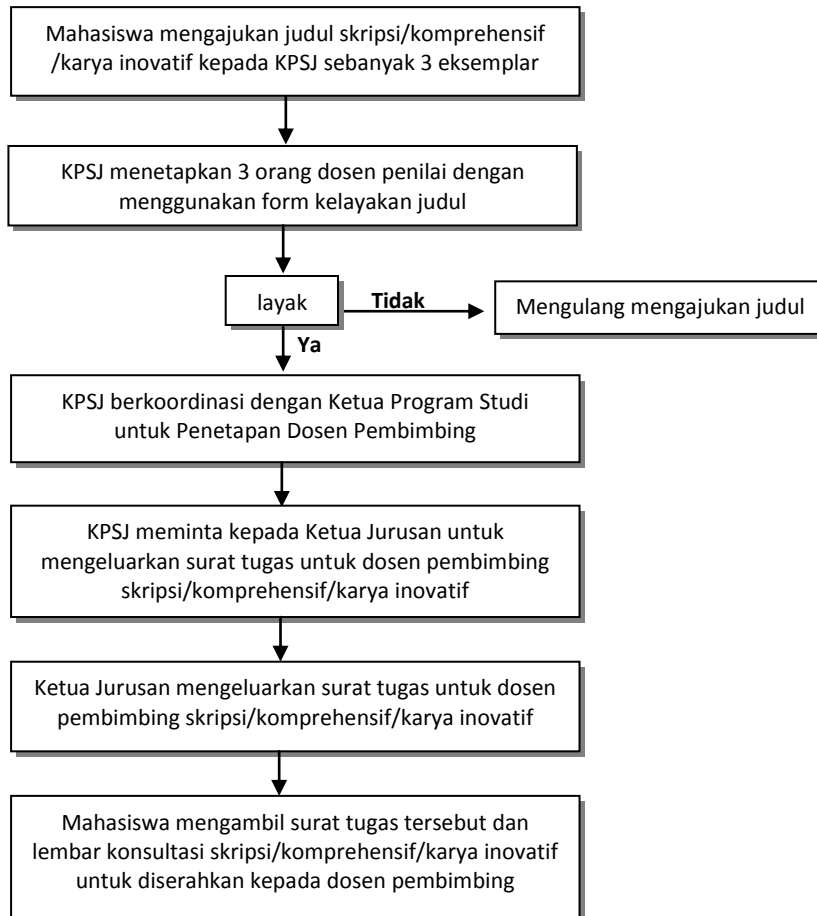 Mahasiswa mengajukan judul skripsi/komprehensif
/karya inovatif kepada KPSJ sebanyak 3 eksemplar
KPSJ menetapkan 3 orang dosen penilai dengan
menggunakan form kelayakan judul
layak
Tidak
Mengulang mengajukan judul
Ya
KPSJ berkoordinasi dengan Ketua Program Studi
untuk Penetapan Dosen Pembimbing
KPSJ meminta kepada Ketua Jurusan untuk
mengeluarkan surat tugas untuk dosen pembimbing
skripsi/komprehensif/karya inovatif
Ketua Jurusan mengeluarkan surat tugas untuk dosen
pembimbing skripsi/komprehensif/karya inovatif
Mahasiswa mengambil surat tugas tersebut dan
lembar konsultasi skripsi/komprehensif/karya inovatif
untuk diserahkan kepada dosen pembimbing